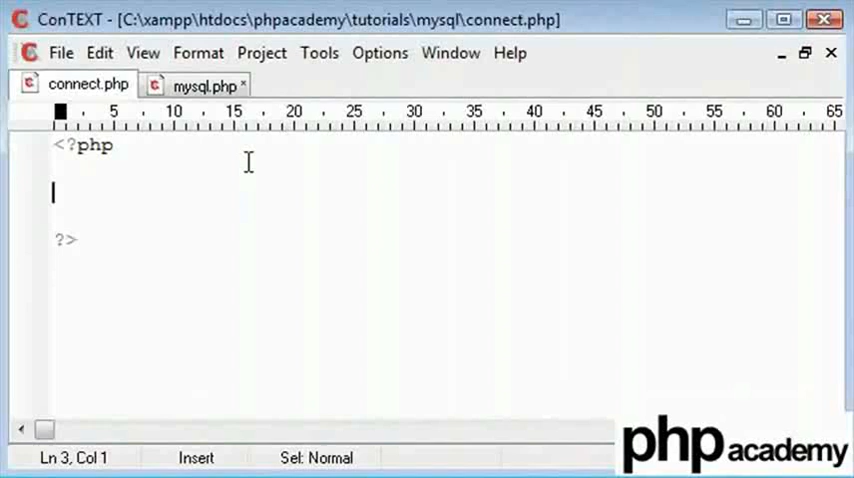 ConTEXT - [C:\xampp\htdocs\phpacademy\tutorials\mysql\connect.php]
File Edit View Format Project Tools Options Window Help
connect.php mysql.php *
5 10 15 20 25 30 35 40 45 50 55 60 65
<?php
?>
Ln 3, Col 1 Insert Sel: Normal
php academy